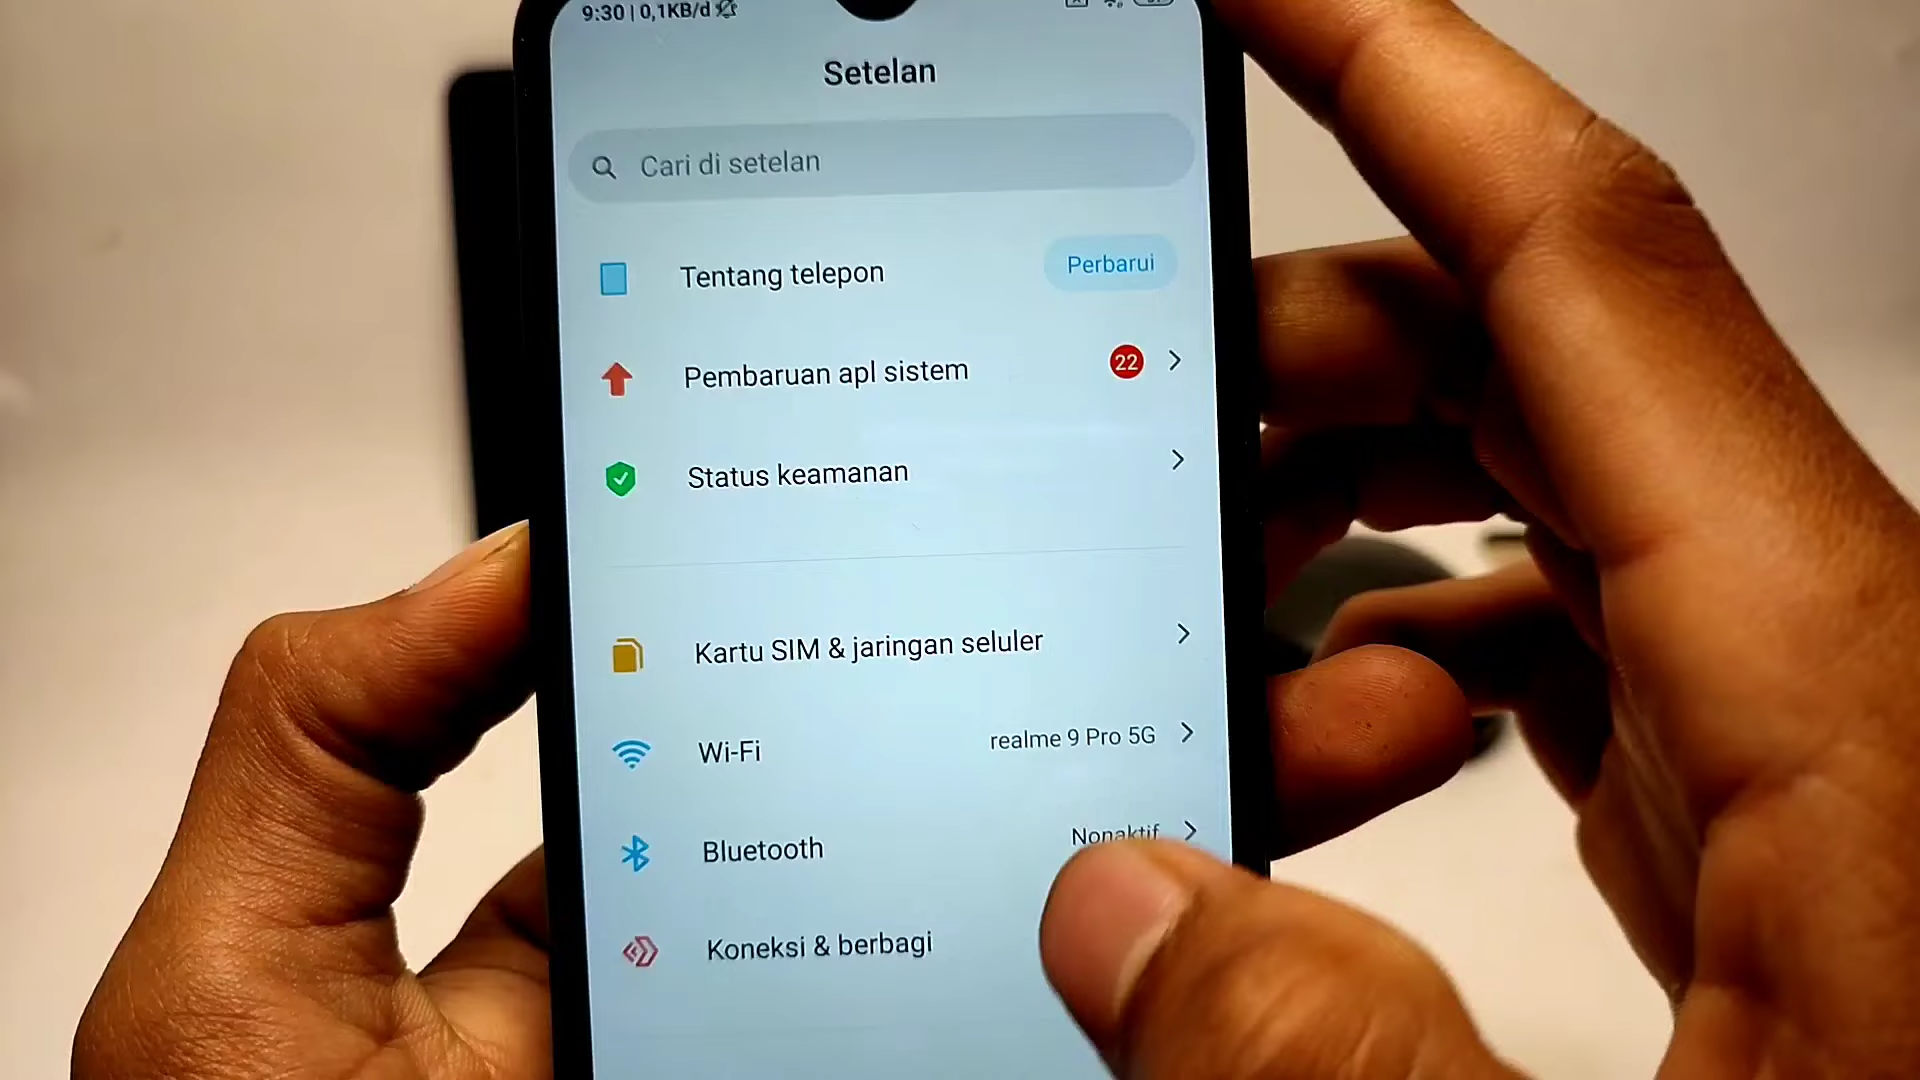 9:30 | 0,1KB/d
Setelan
Cari di setelan
Tentang telepon
Perbarui
Pembaruan apl sistem
22
Status keamanan
Kartu SIM & jaringan seluler
Wi-Fi
realme 9 Pro 5G
Bluetooth
Nonaktif
Koneksi & berbagi